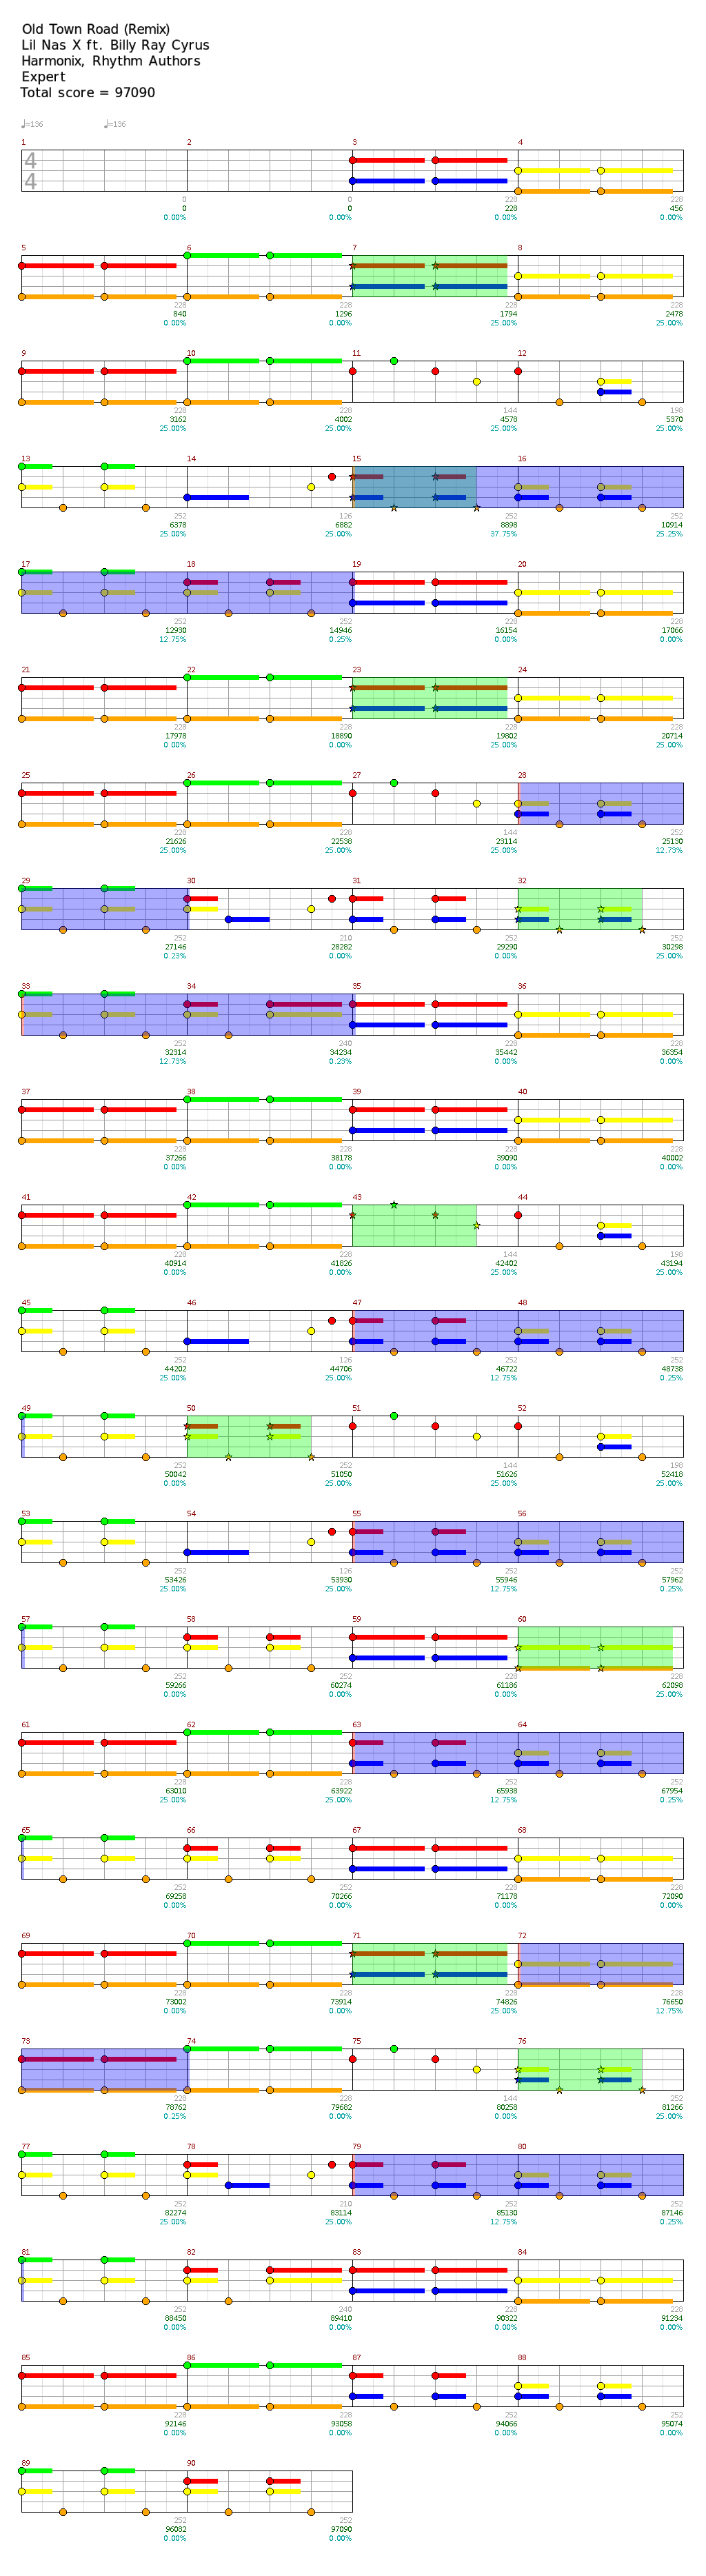 Old Town Road (Remix)
Lil Nas X ft. Billy Ray Cyrus
Harmonix, Rhythm Authors
Expert
Total score = 97090
♩=136 ♩=136
1 2 3 4
4
4
0 0 228 228
0 0 228 456
0.00% 0.00% 0.00% 0.00%
5 6 7 8
228 228 228 228
840 1296 1794 2478
0.00% 0.00% 25.00% 25.00%
9 10 11 12
228 228 144 198
3162 4002 4578 5370
25.00% 25.00% 25.00% 25.00%
13 14 15 16
252 126 252 252
6378 6882 8898 10914
25.00% 25.00% 37.75% 25.25%
17 18 19 20
252 252 228 228
12930 14946 16154 17066
12.75% 0.25% 0.00% 0.00%
21 22 23 24
228 228 228 228
17978 18890 19802 20714
0.00% 0.00% 25.00% 25.00%
25 26 27 28
228 228 144 252
21626 22538 23114 25130
25.00% 25.00% 25.00% 12.73%
29 30 31 32
252 210 252 252
27146 28282 29290 30298
0.23% 0.00% 0.00% 25.00%
33 34 35 36
252 240 228 228
32314 34234 35442 36354
12.73% 0.23% 0.00% 0.00%
37 38 39 40
228 228 228 228
37266 38178 39090 40002
0.00% 0.00% 0.00% 0.00%
41 42 43 44
228 228 144 198
40914 41826 42402 43194
0.00% 0.00% 25.00% 25.00%
45 46 47 48
252 126 252 252
44202 44706 46722 48738
25.00% 25.00% 12.75% 0.25%
49 50 51 52
252 252 144 198
50042 51050 51626 52418
0.00% 25.00% 25.00% 25.00%
53 54 55 56
252 126 252 252
53426 53930 55946 57962
25.00% 25.00% 12.75% 0.25%
57 58 59 60
252 252 228 228
59266 60274 61186 62098
0.00% 0.00% 0.00% 25.00%
61 62 63 64
228 228 252 252
63010 63922 65938 67954
25.00% 25.00% 12.75% 0.25%
65 66 67 68
252 252 228 228
69258 70266 71178 72090
0.00% 0.00% 0.00% 0.00%
69 70 71 72
228 228 228 228
73002 73914 74826 76650
0.00% 0.00% 25.00% 12.75%
73 74 75 76
228 228 144 252
78762 79682 80258 81266
0.25% 0.00% 0.00% 25.00%
77 78 79 80
252 210 252 252
82274 83114 85130 87146
25.00% 25.00% 12.75% 0.25%
81 82 83 84
252 240 228 228
88450 89410 90322 91234
0.00% 0.00% 0.00% 0.00%
85 86 87 88
228 228 252 252
92146 93058 94066 95074
0.00% 0.00% 0.00% 0.00%
89 90
252 252
96082 97090
0.00% 0.00%